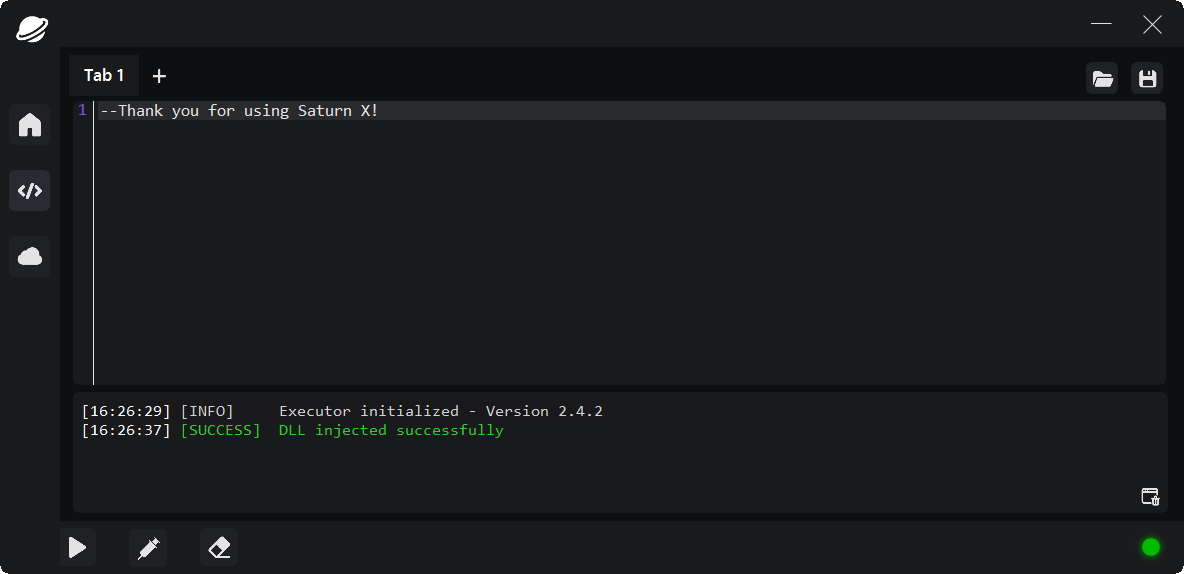 Tab 1 +
1 --Thank you for using Saturn X!
[16:26:29] [INFO] Executor initialized - Version 2.4.2
[16:26:37] [SUCCESS] DLL injected successfully